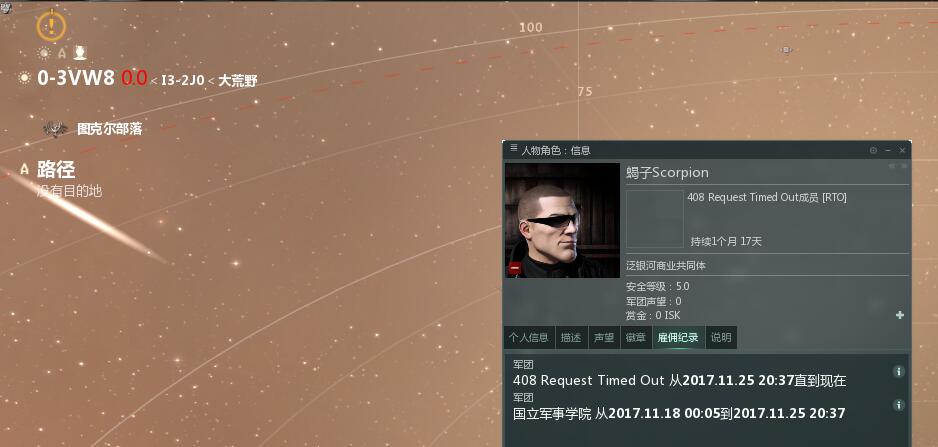 100
A
0-3VW8 0.0 < I3-2J0 < 大荒野
75
图克尔部落
A 路径
没有目的地
人物角色：信息
蝎子Scorpion
408 Request Timed Out成员 [RTO]
持续1个月 17天
泛银河商业共同体
安全等级：5.0
军团声望：0
赏金：0 ISK
个人信息 描述 声望 徽章 雇佣纪录 说明
军团
408 Request Timed Out 从2017.11.25 20:37直到现在
军团
国立军事学院 从2017.11.18 00:05到2017.11.25 20:37